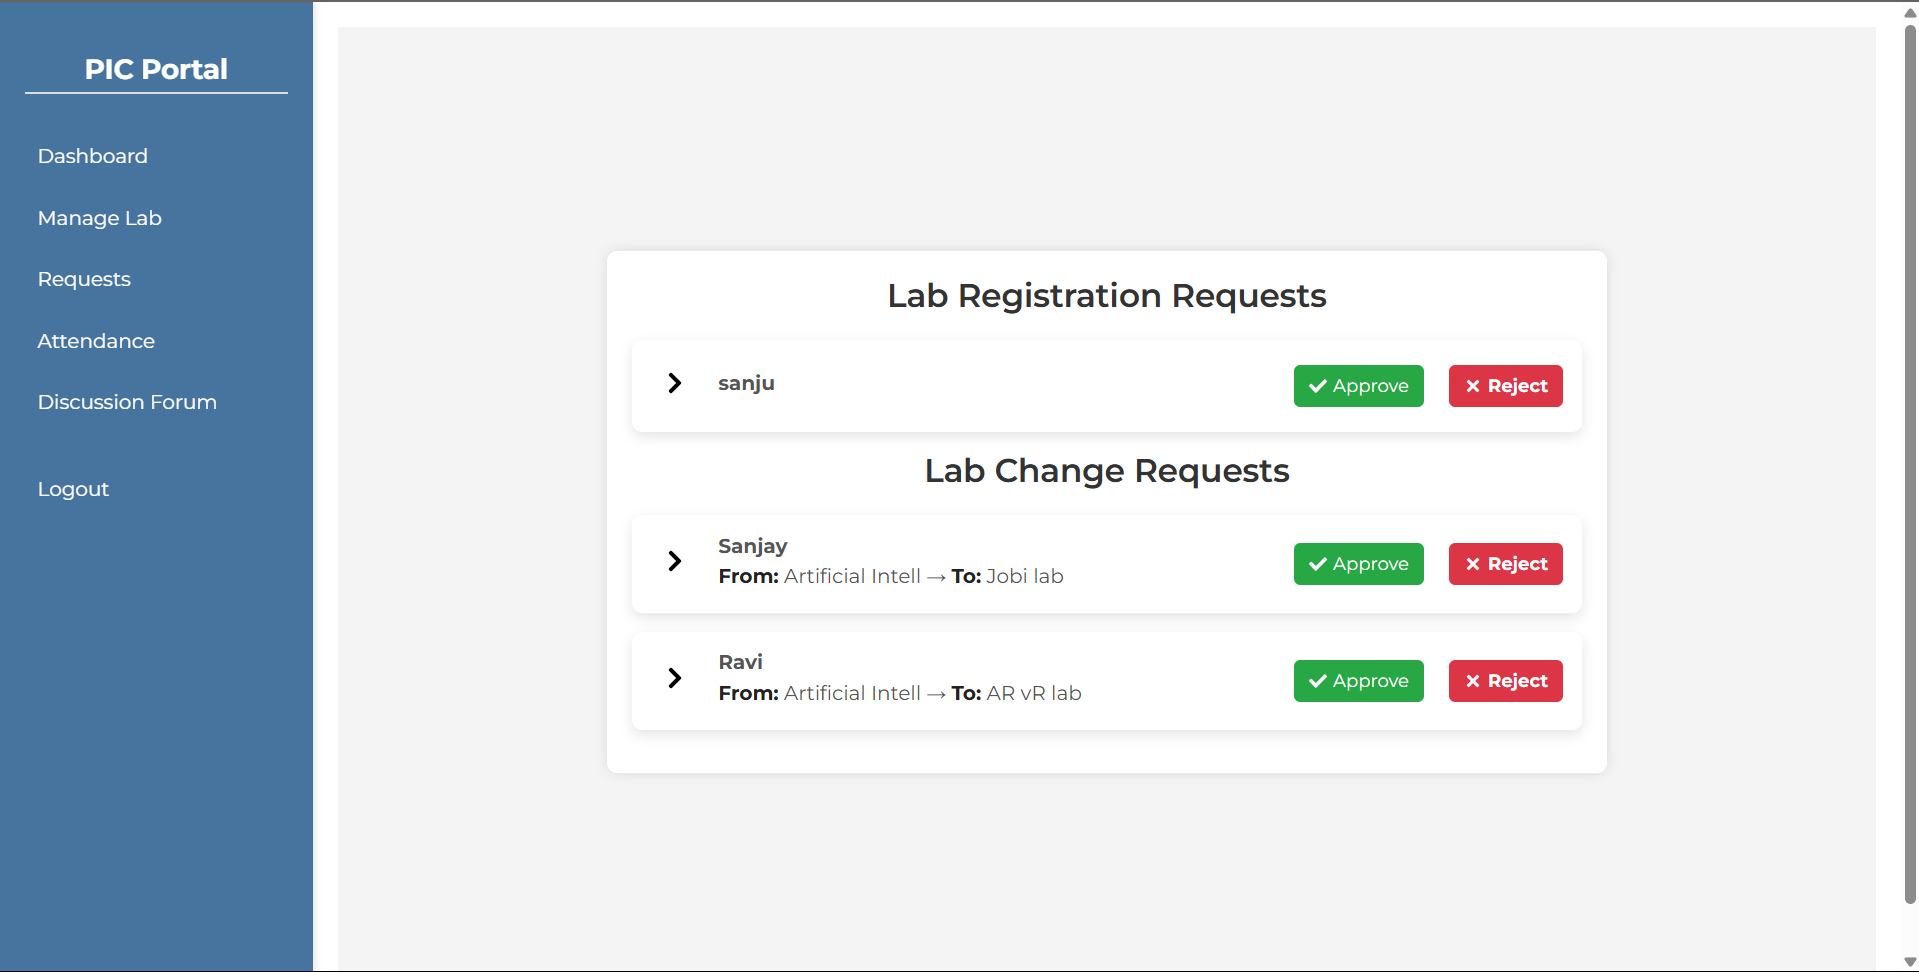 PIC Portal
Dashboard
Manage Lab
Requests
Attendance
Discussion Forum
Logout
Lab Registration Requests
sanju
Approve
Reject
Lab Change Requests
Sanjay
From: Artificial Intell → To: Jobi lab
Approve
Reject
Ravi
From: Artificial Intell → To: AR vR lab
Approve
Reject